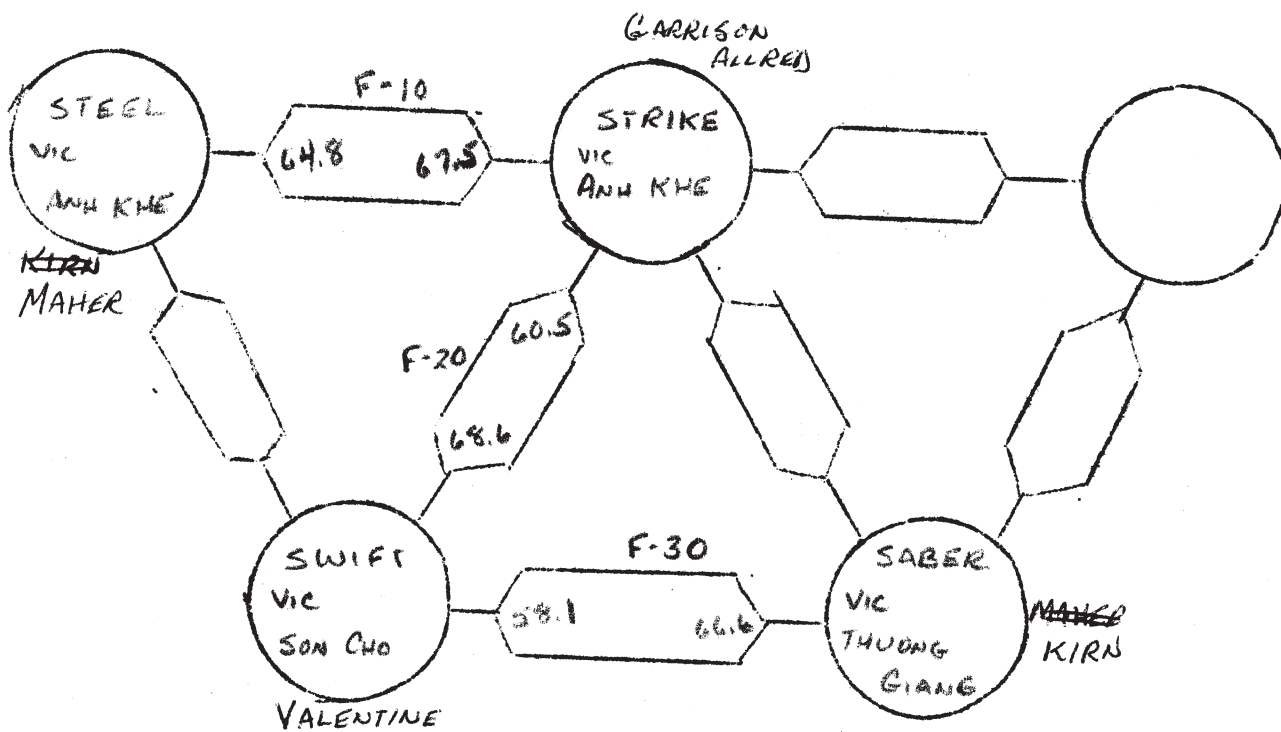 GARRISON
ALLRED
F-10
STEEL
VIC
ANH KHE
64.8 67.5
STRIKE
VIC
ANH KHE
KIRN
MAHER
F-20
60.5
68.6
SWIFT
VIC
SON CHO
VALENTINE
F-30
58.1 66.6
SABER
VIC
THUONG
GIANG
MAHER
KIRN